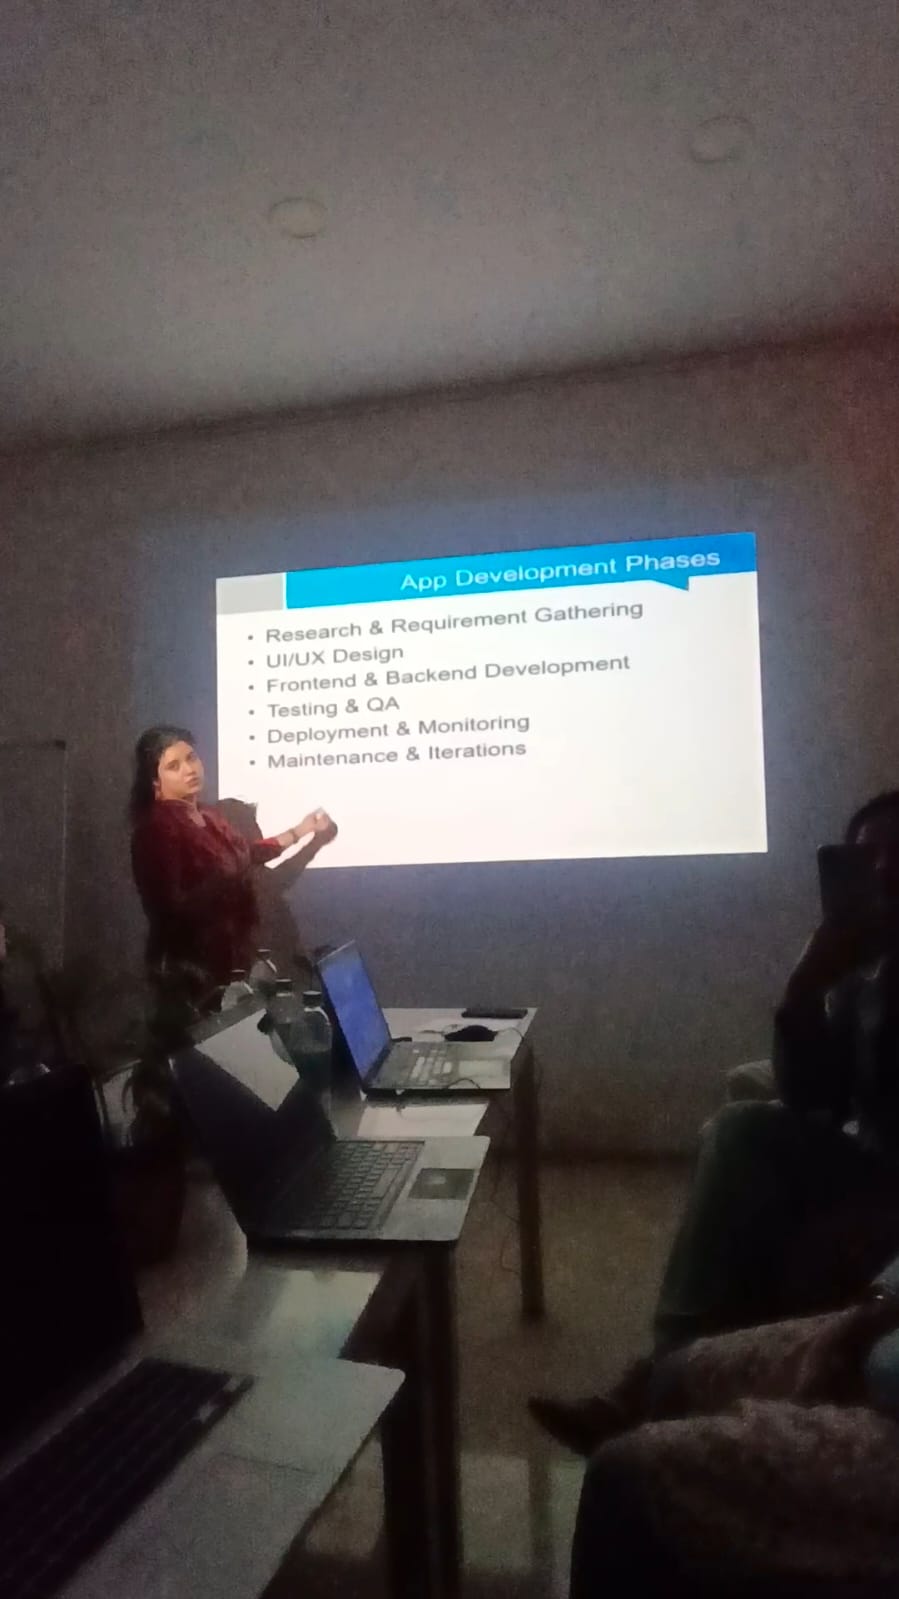 App Development Phases
• Research & Requirement Gathering
• UI/UX Design
• Frontend & Backend Development
• Testing & QA
• Deployment & Monitoring
• Maintenance & Iterations